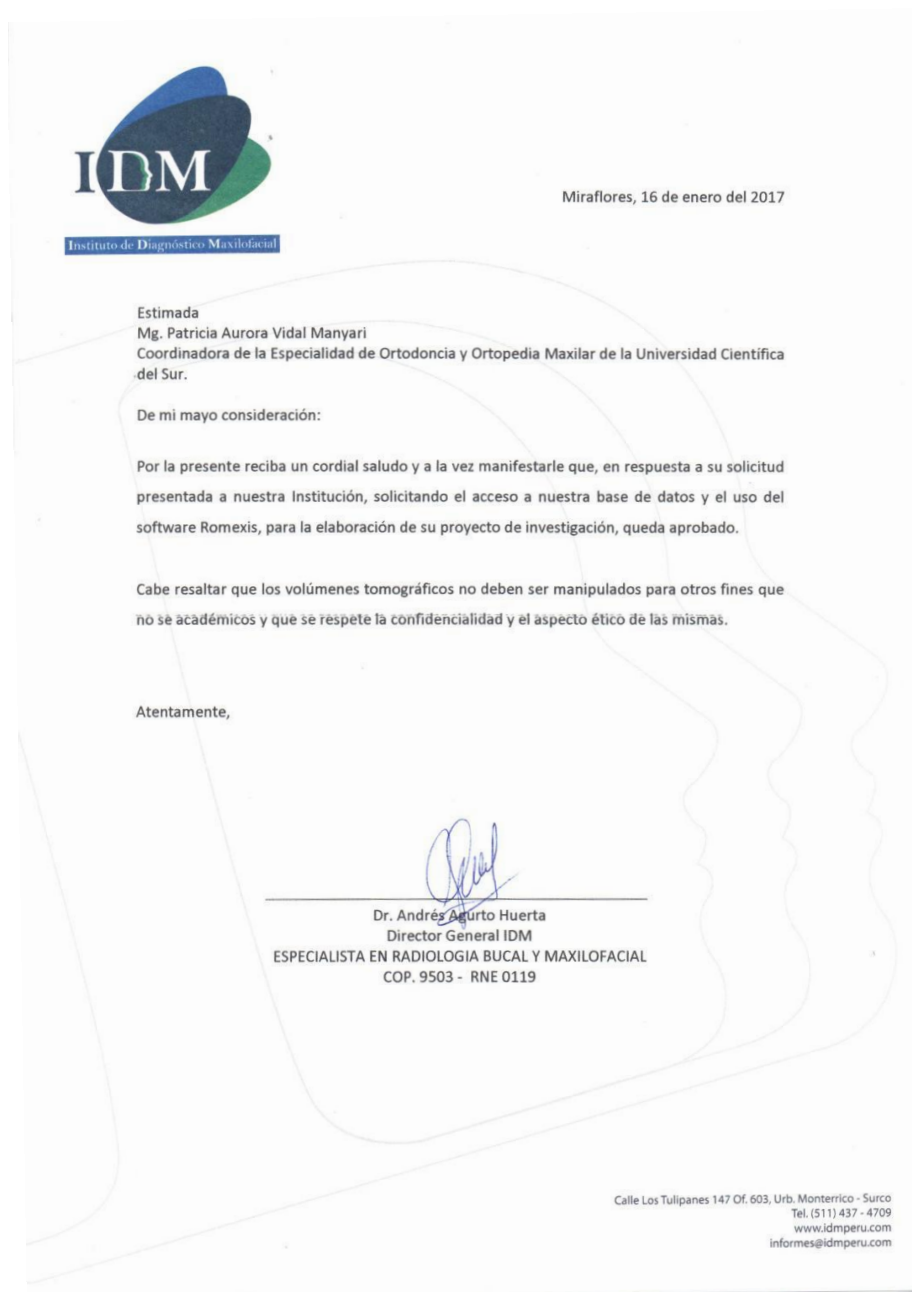 IDM
Instituto de Diagnóstico Maxilofacial
Miraflores, 16 de enero del 2017
Estimada
Mg. Patricia Aurora Vidal Manyari
Coordinadora de la Especialidad de Ortodoncia y Ortopedia Maxilar de la Universidad Científica
del Sur.
De mi mayo consideración:
Por la presente reciba un cordial saludo y a la vez manifestarle que, en respuesta a su solicitud
presentada a nuestra Institución, solicitando el acceso a nuestra base de datos y el uso del
software Romexis, para la elaboración de su proyecto de investigación, queda aprobado.
Cabe resaltar que los volúmenes tomográficos no deben ser manipulados para otros fines que
no se académicos y que se respete la confidencialidad y el aspecto ético de las mismas.
Atentamente,
Dr. Andrés Agurto Huerta
Director General IDM
ESPECIALISTA EN RADIOLOGIA BUCAL Y MAXILOFACIAL
COP. 9503 - RNE 0119
Calle Los Tulipanes 147 Of. 603, Urb. Monterrico - Surco
Tel. (511) 437 - 4709
www.idmperu.com
informes@idmperu.com